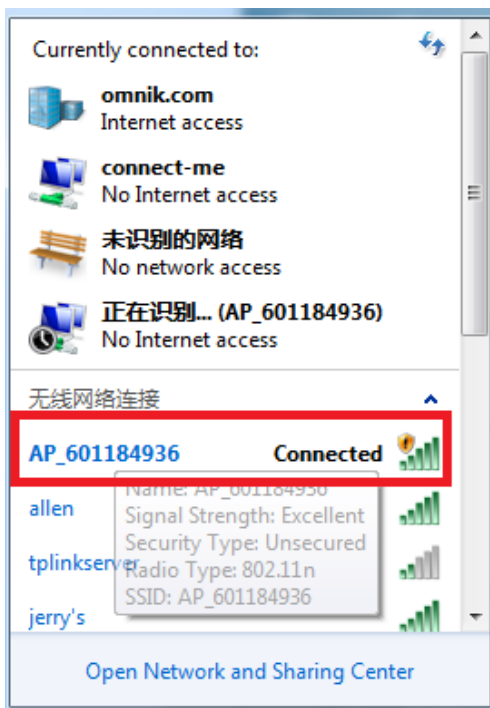 Currently connected to:
omnik.com
Internet access
connect-me
No Internet access
未识别的网络
No network access
正在识别... (AP_601184936)
No Internet access
无线网络连接
AP_601184936 Connected
Name: AP_601184936
allen
Signal Strength: Excellent
Security Type: Unsecured
tplinkserver
Radio Type: 802.11n
SSID: AP_601184936
jerry's
Open Network and Sharing Center